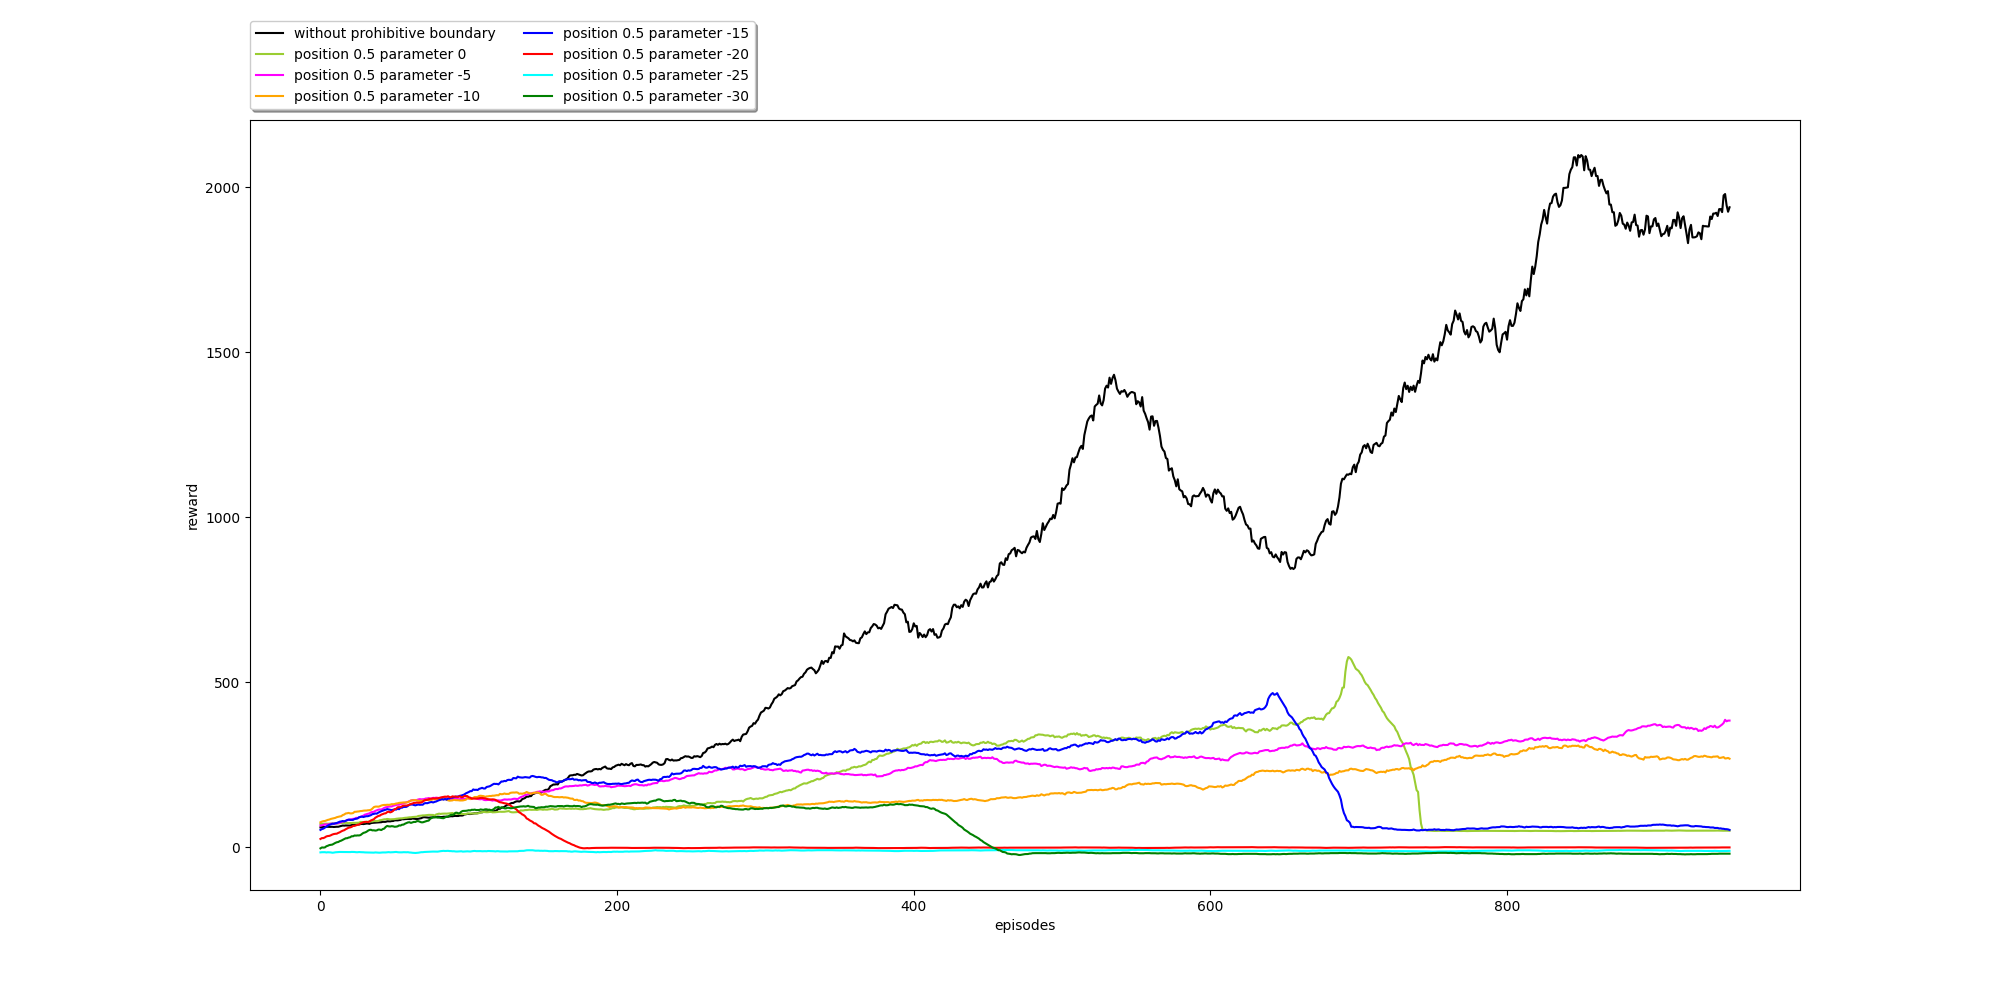 without prohibitive boundary
position 0.5 parameter 0
position 0.5 parameter -5
position 0.5 parameter -10
position 0.5 parameter -15
position 0.5 parameter -20
position 0.5 parameter -25
position 0.5 parameter -30
2000
1500
1000
500
0
reward
0 200 400 600 800
episodes